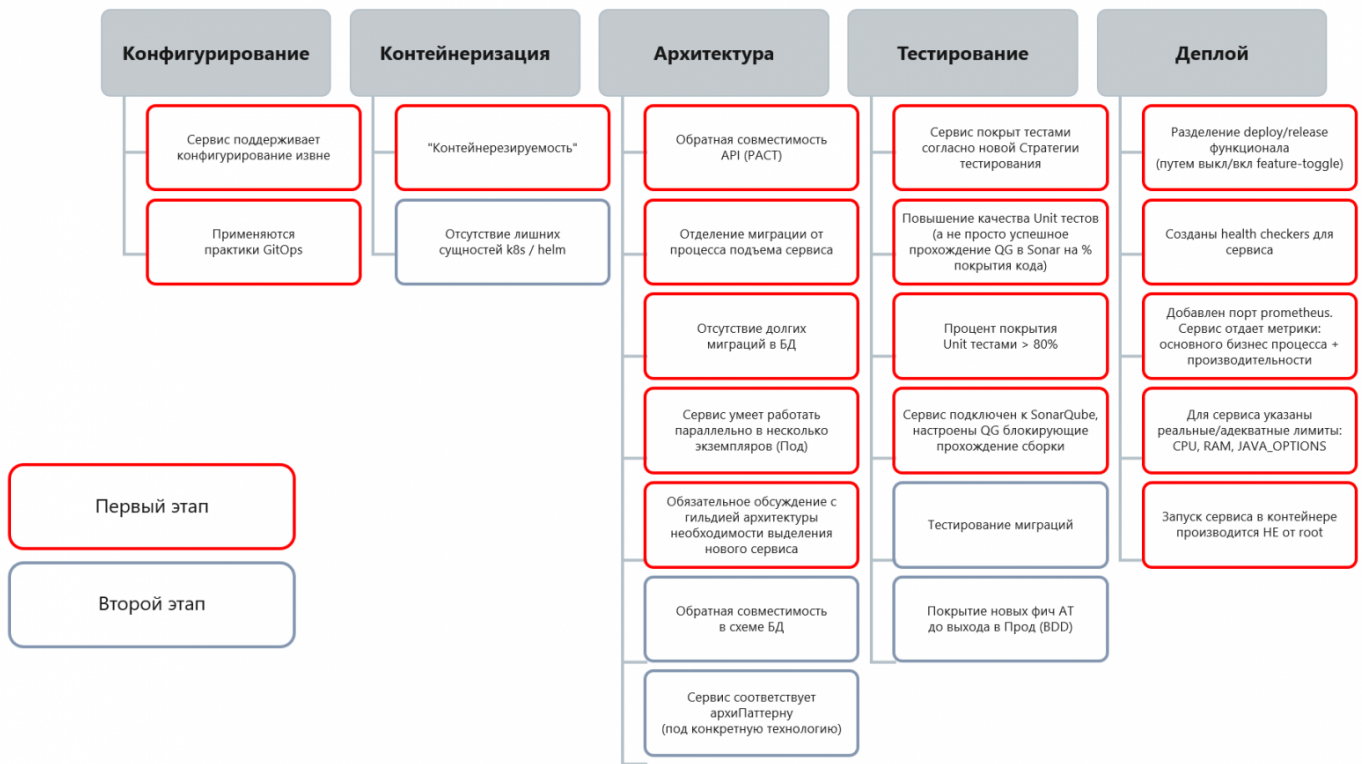 Конфигурирование
Сервис поддерживает
конфигурирование извне
Применяются
практики GitOps
Контейнеризация
"Контейнерезируемость"
Отсутствие лишних
сущностей k8s / helm
Архитектура
Обратная совместимость
API (PACT)
Отделение миграции от
процесса подъема сервиса
Отсутствие долгих
миграций в БД
Сервис умеет работать
параллельно в несколько
экземпляров (Под)
Обязательное обсуждение с
гильдией архитектуры
необходимости выделения
нового сервиса
Обратная совместимость
в схеме БД
Сервис соответствует
архиПаттерну
(под конкретную технологию)
Тестирование
Сервис покрыт тестами
согласно новой Стратегии
тестирования
Повышение качества Unit тестов
(а не просто успешное
прохождение QG в Sonar на %
покрытия кода)
Процент покрытия
Unit тестами > 80%
Сервис подключен к SonarQube,
настроены QG блокирующие
прохождение сборки
Тестирование миграций
Покрытие новых фич АТ
до выхода в Прод (BDD)
Деплой
Разделение deploy/release
функционала
(путем выкл/вкл feature-toggle)
Созданы health checkers для
сервиса
Добавлен порт prometheus.
Сервис отдает метрики:
основного бизнес процесса +
производительности
Для сервиса указаны
реальные/адекватные лимиты:
CPU, RAM, JAVA_OPTIONS
Запуск сервиса в контейнере
производится НЕ от root
Первый этап
Второй этап